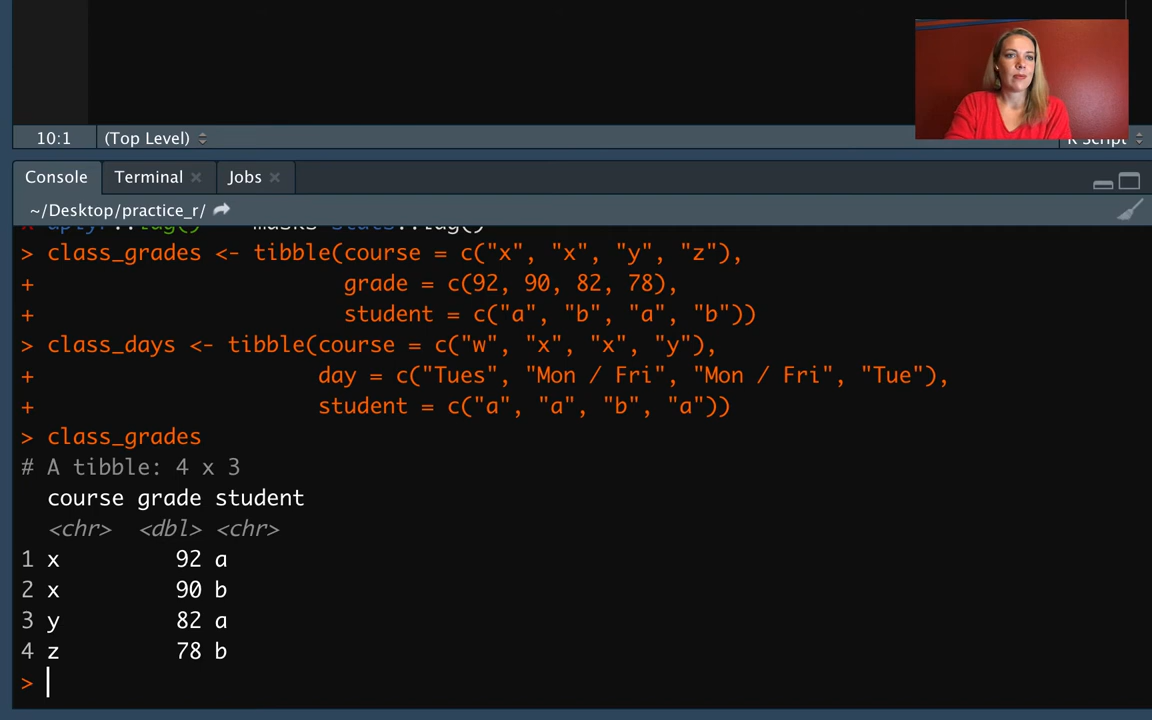 10:1 (Top Level) R Script
Console Terminal Jobs
~/Desktop/practice_r/
> class_grades <- tibble(course = c("x", "x", "y", "z"),
+ grade = c(92, 90, 82, 78),
+ student = c("a", "b", "a", "b"))
> class_days <- tibble(course = c("w", "x", "x", "y"),
+ day = c("Tues", "Mon / Fri", "Mon / Fri", "Tue"),
+ student = c("a", "a", "b", "a"))
> class_grades
# A tibble: 4 x 3
course grade student
<chr> <dbl> <chr>
1 x 92 a
2 x 90 b
3 y 82 a
4 z 78 b
>